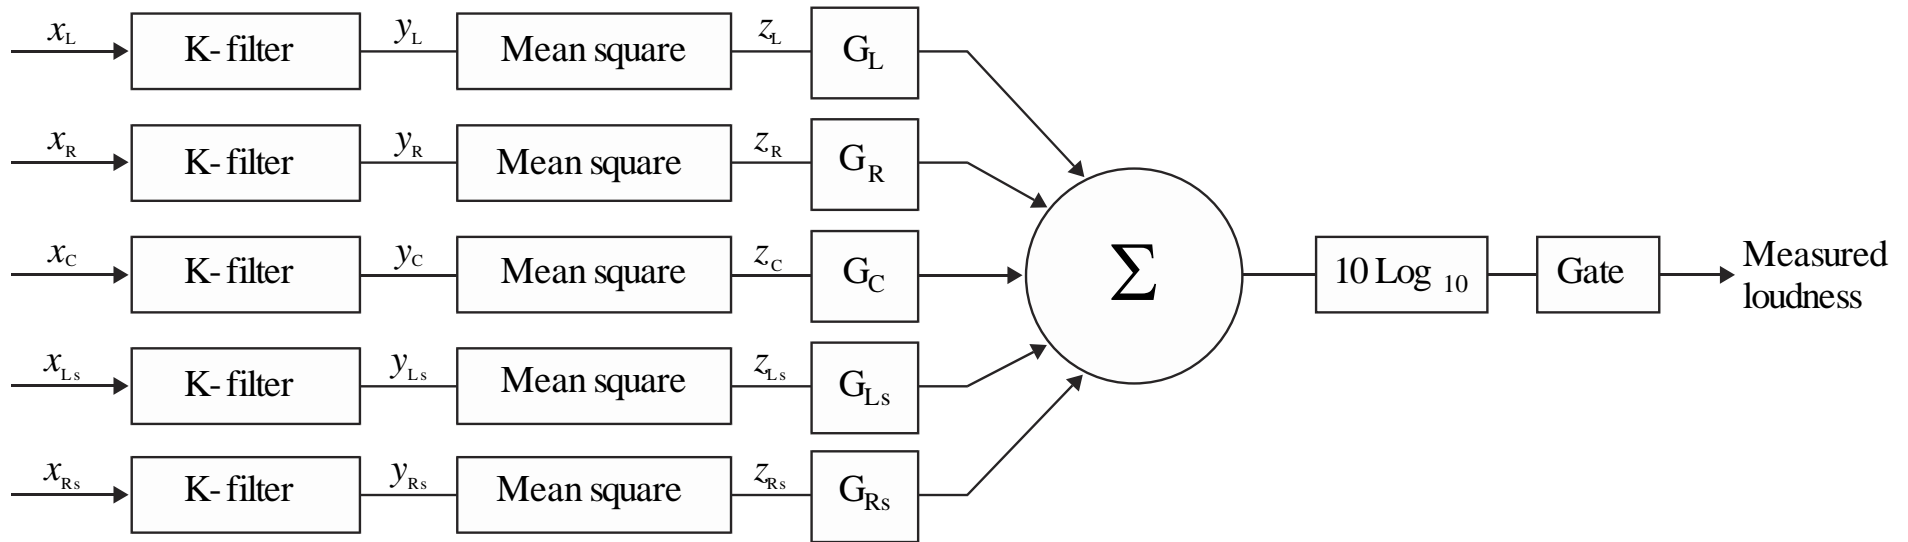 x_L K-filter y_L Mean square z_L G_L
x_R K-filter y_R Mean square z_R G_R
x_C K-filter y_C Mean square z_C G_C
Σ
10 Log 10
Gate
Measured
loudness
x_Ls K-filter y_Ls Mean square z_Ls G_Ls
x_Rs K-filter y_Rs Mean square z_Rs G_Rs